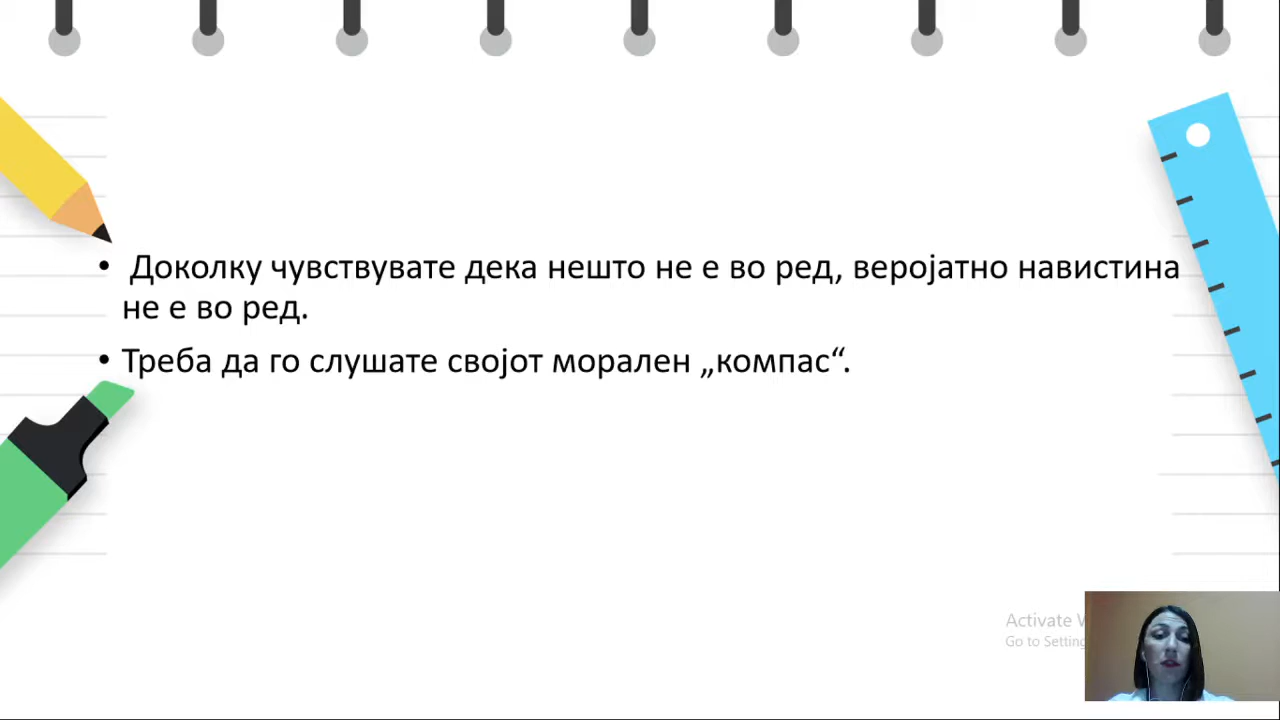 • Доколку чувствувате дека нешто не е во ред, веројатно навистина
не е во ред.
• Треба да го слушате својот морален „компас“.
Activate
Go to Setting